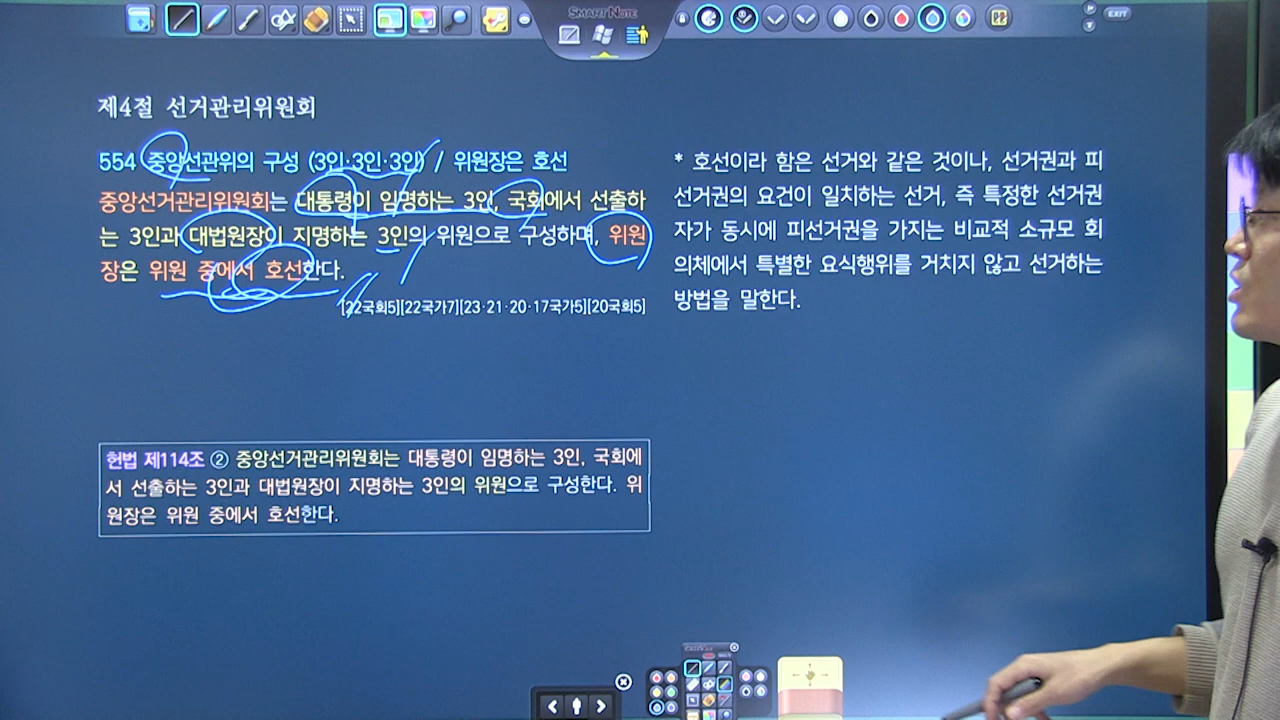 SMART NOTE
EXIT
제4절 선거관리위원회
554 중앙선관위의 구성 (3인·3인·3인) / 위원장은 호선
중앙선거관리위원회는 대통령이 임명하는 3인, 국회에서 선출하
는 3인과 대법원장이 지명하는 3인의 위원으로 구성하며, 위원
장은 위원 중에서 호선한다.
[22국회5][22국가7][23·21·20·17국가5][20국회5]
* 호선이라 함은 선거와 같은 것이나, 선거권과 피
선거권의 요건이 일치하는 선거, 즉 특정한 선거권
자가 동시에 피선거권을 가지는 비교적 소규모 회
의체에서 특별한 요식행위를 거치지 않고 선거하는
방법을 말한다.
헌법 제114조 ② 중앙선거관리위원회는 대통령이 임명하는 3인, 국회에
서 선출하는 3인과 대법원장이 지명하는 3인의 위원으로 구성한다. 위
원장은 위원 중에서 호선한다.